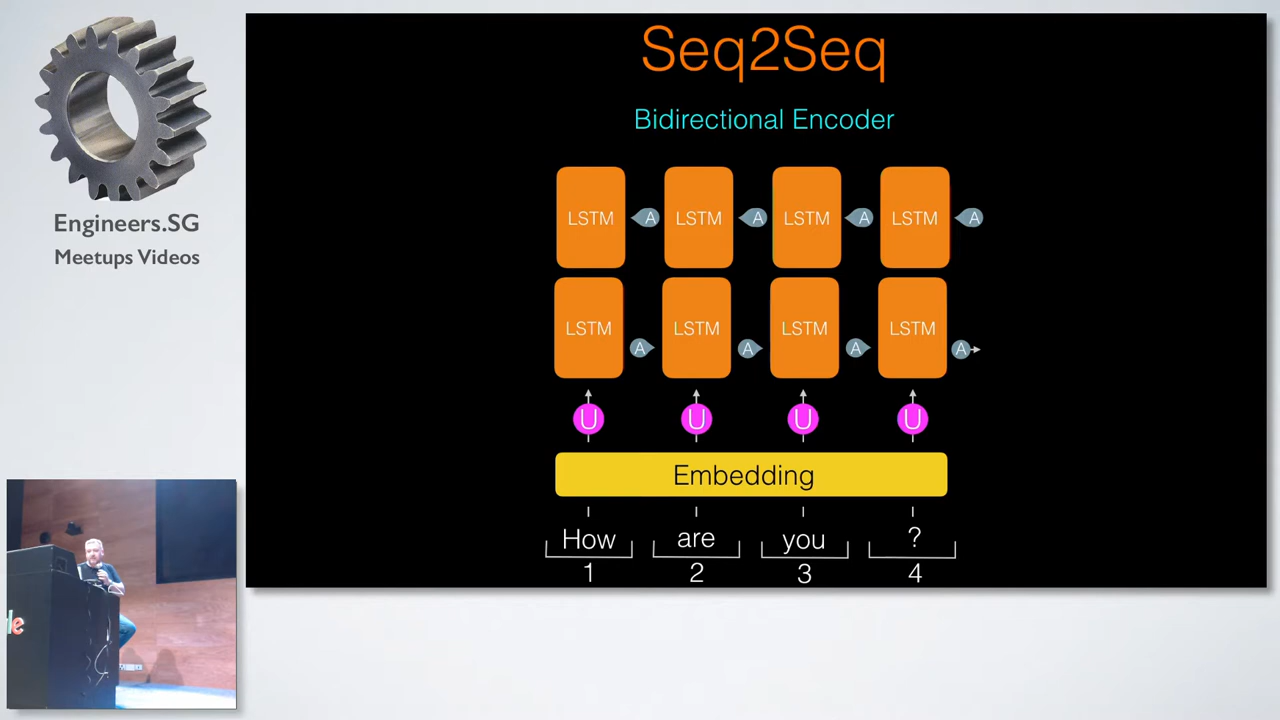 Engineers.SG
Meetups Videos
Seq2Seq
Bidirectional Encoder
LSTM A LSTM A LSTM A LSTM A
LSTM A LSTM A LSTM A LSTM A
U U U U
Embedding
How are you ?
1 2 3 4
le